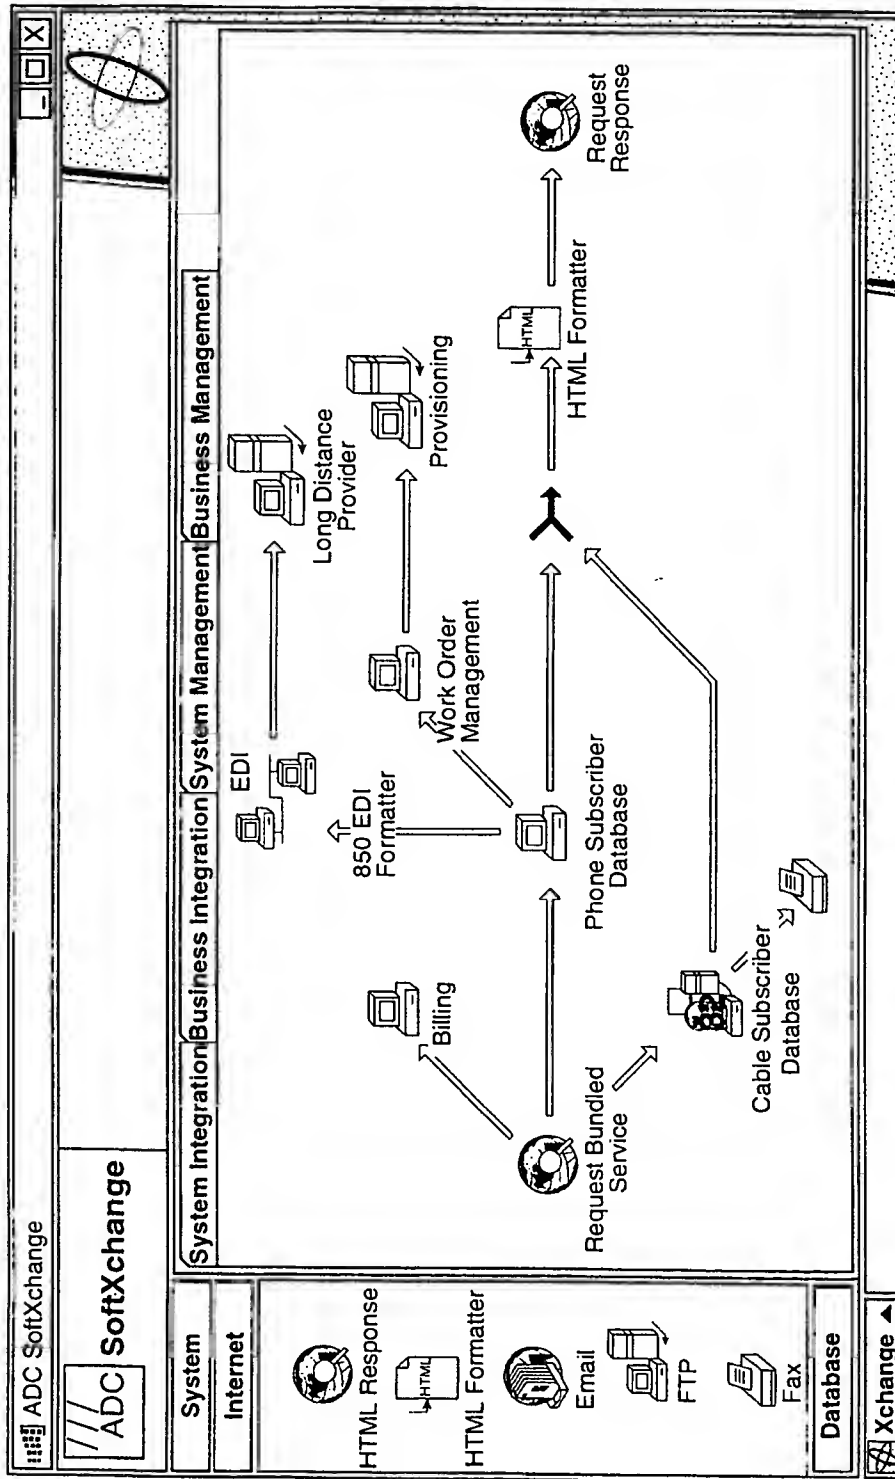 ADC SoftXchange
ADC SoftXchange
System
Internet
HTML Response
HTML
HTML Formatter
Email
FTP
Fax
Database
Xchange
System Integration
Business Integration
System Management
Business Management
EDI
Long Distance
Provider
850 EDI
Formatter
Billing
Work Order
Management
Provisioning
Request Bundled
Service
Phone Subscriber
Database
HTML
HTML Formatter
Request
Response
Cable Subscriber
Database